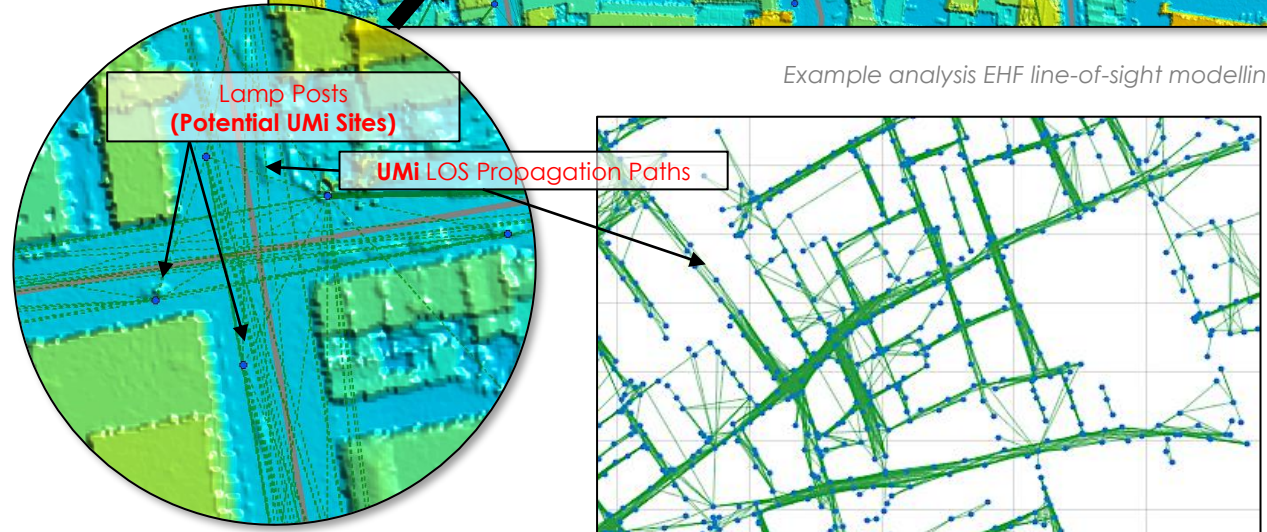 Example analysis EHF line-of-sight modellin
Lamp Posts
(Potential UMi Sites)
UMi LOS Propagation Paths